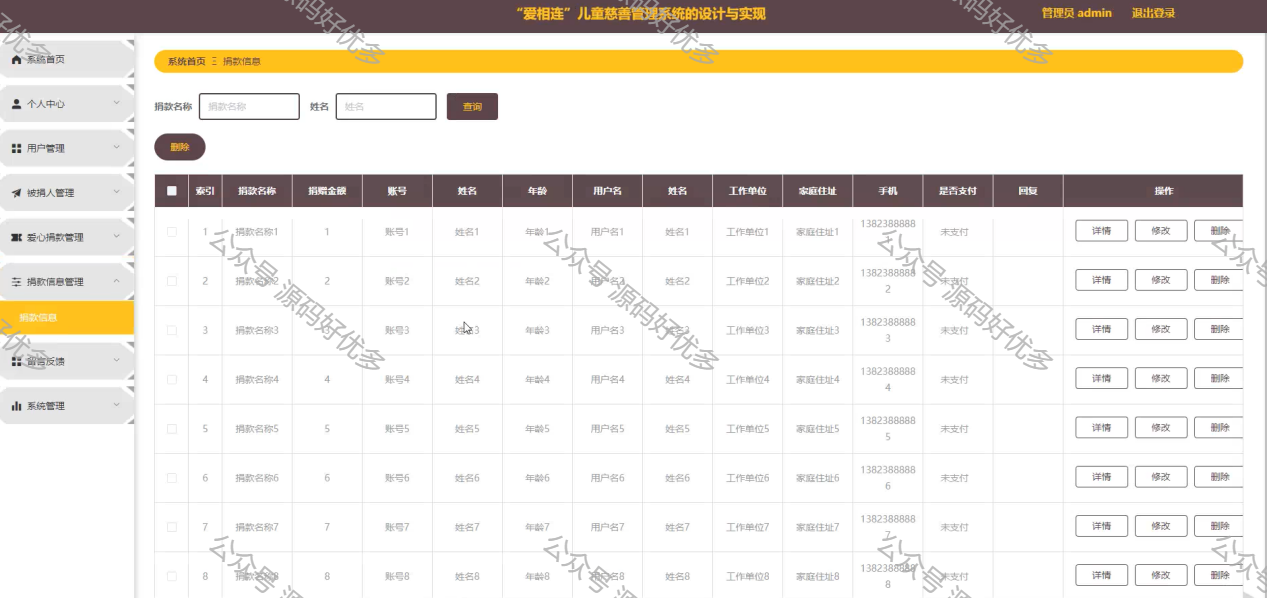 “爱相连”儿童慈善管理系统的设计与实现
管理员 admin 退出登录
系统首页
个人中心
用户管理
被捐人管理
爱心捐款管理
捐款信息管理
捐款信息
留言反馈
系统管理
系统首页 Ξ 捐款信息
捐款名称 捐款名称 姓名 姓名 查询
删除
索引 捐款名称 捐赠金额 账号 姓名 年龄 用户名 姓名 工作单位 家庭住址 手机 是否支付 回复 操作
1 捐款名称1 1 账号1 姓名1 年龄1 用户名1 姓名1 工作单位1 家庭住址1 13823888881 未支付 详情 修改 删除
2 捐款名称2 2 账号2 姓名2 年龄2 用户名2 姓名2 工作单位2 家庭住址2 13823888882 未支付 详情 修改 删除
3 捐款名称3 3 账号3 姓名3 年龄3 用户名3 姓名3 工作单位3 家庭住址3 13823888883 未支付 详情 修改 删除
4 捐款名称4 4 账号4 姓名4 年龄4 用户名4 姓名4 工作单位4 家庭住址4 13823888884 未支付 详情 修改 删除
5 捐款名称5 5 账号5 姓名5 年龄5 用户名5 姓名5 工作单位5 家庭住址5 13823888885 未支付 详情 修改 删除
6 捐款名称6 6 账号6 姓名6 年龄6 用户名6 姓名6 工作单位6 家庭住址6 13823888886 未支付 详情 修改 删除
7 捐款名称7 7 账号7 姓名7 年龄7 用户名7 姓名7 工作单位7 家庭住址7 13823888887 未支付 详情 修改 删除
8 捐款名称8 8 账号8 姓名8 年龄8 用户名8 姓名8 工作单位8 家庭住址8 13823888888 未支付 详情 修改 删除
公众号 源码好优多
公众号 源码好优多
公众号 源码好优多